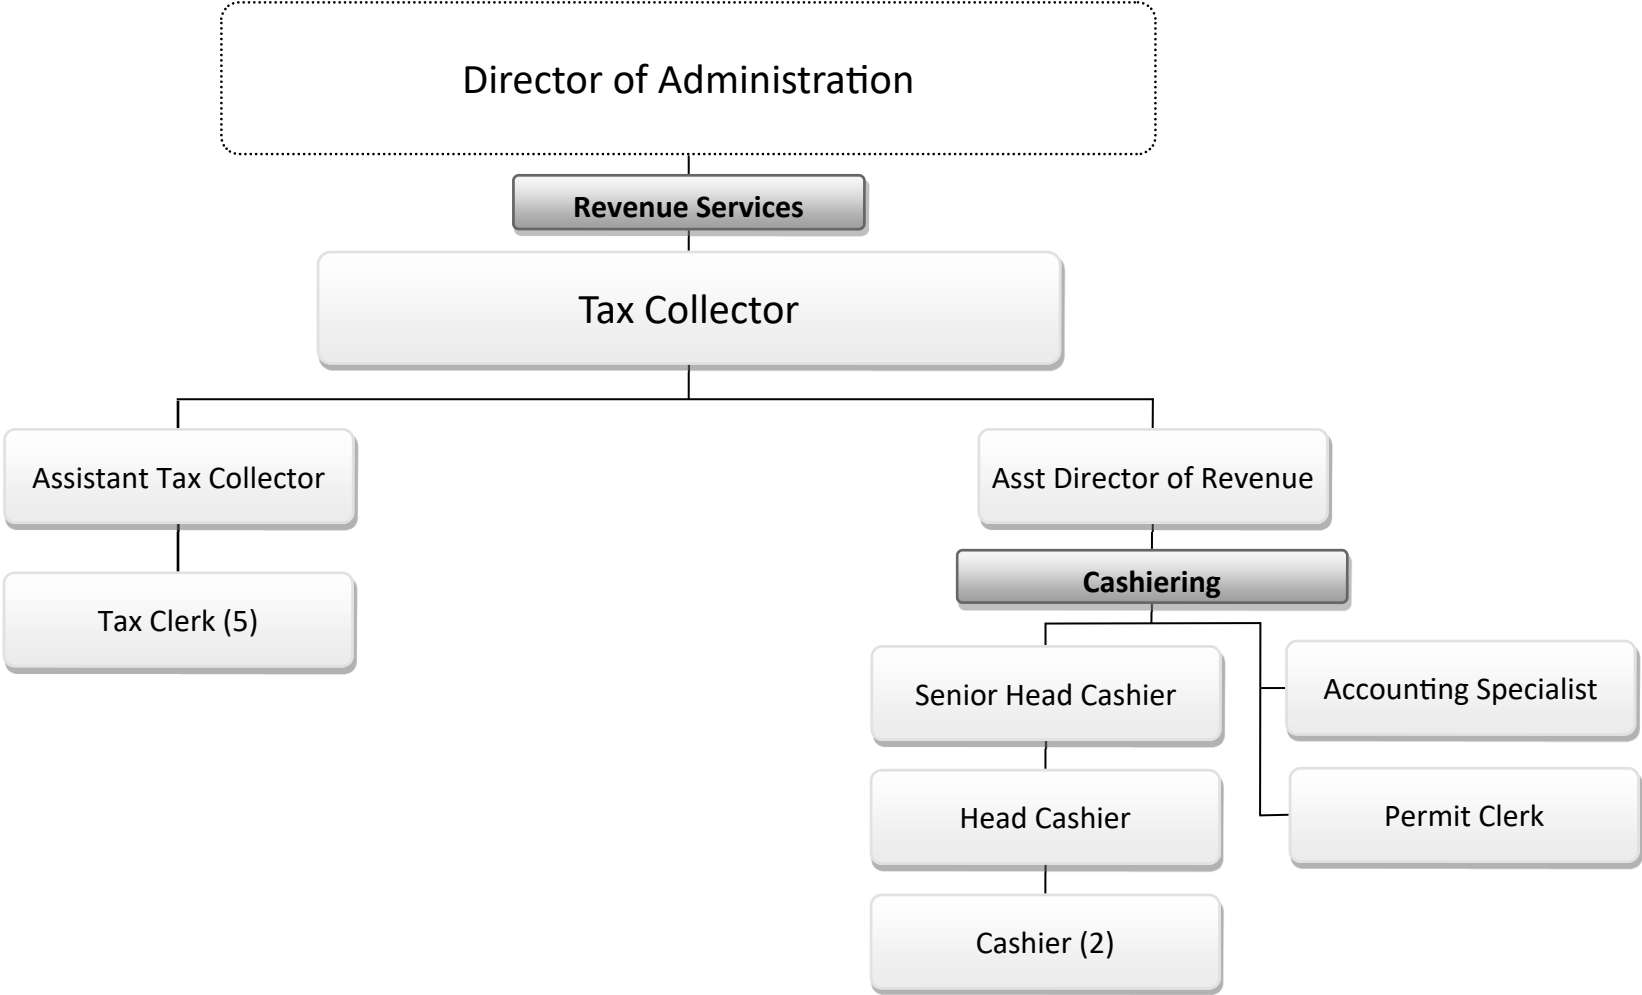 Director of Administration
Revenue Services
Tax Collector
Assistant Tax Collector
Asst Director of Revenue
Cashiering
Tax Clerk (5)
Senior Head Cashier
Accounting Specialist
Head Cashier
Permit Clerk
Cashier (2)